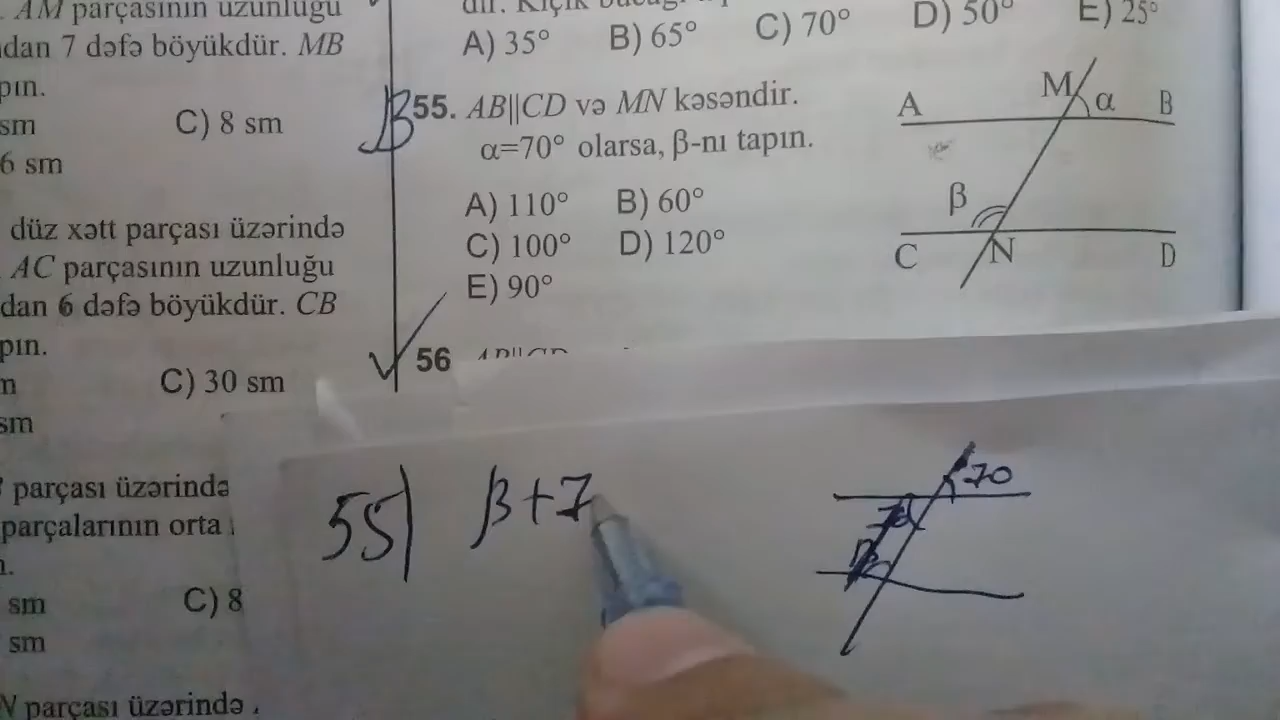 AM parçasının uzunluğu
dan 7 dəfə böyükdür. MB
pın.
sm C) 8 sm
6 sm
düz xətt parçası üzərində
AC parçasının uzunluğu
dan 6 dəfə böyükdür. CB
pın.
C) 30 sm
sm
parçası üzərində
parçalarının orta
sm C) 8
sm
N parçası üzərində
A) 35° B) 65° C) 70° D) 50° E) 25°
B
55. AB||CD və MN kəsəndir.
α=70° olarsa, β-nı tapın.
A) 110° B) 60°
C) 100° D) 120°
E) 90°
A M α B
β
C N D
56
55) β+7
70
70
β